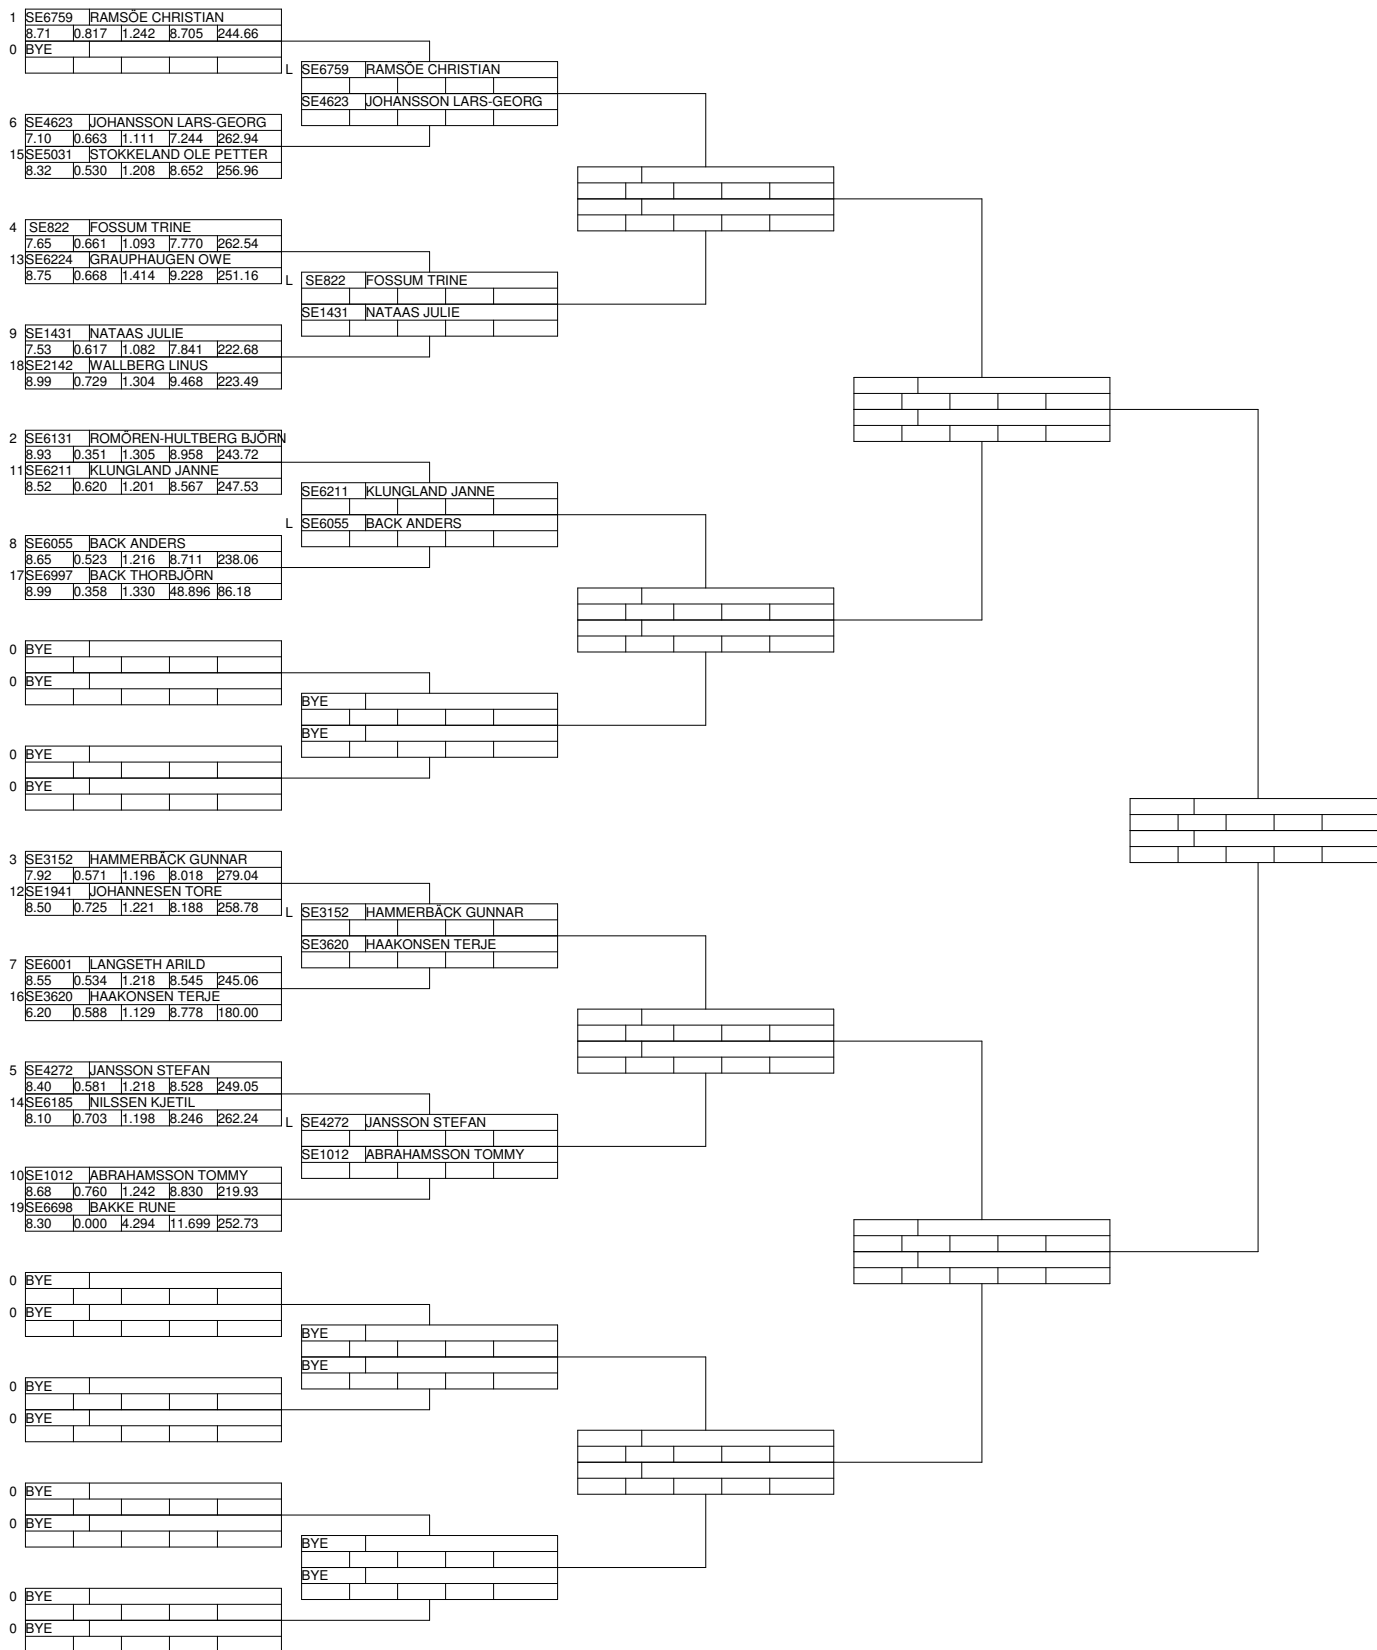 1 SE6759 RAMSÖE CHRISTIAN
8.71 0.817 1.242 8.705 244.66
0 BYE
6 SE4623 JOHANSSON LARS-GEORG
7.10 0.663 1.111 7.244 262.94
15 SE5031 STOKKELAND OLE PETTER
8.32 0.530 1.208 8.652 256.96
4 SE822 FOSSUM TRINE
7.65 0.661 1.093 7.770 262.54
13 SE6224 GRAUPHAUGEN OWE
8.75 0.668 1.414 9.228 251.16
9 SE1431 NATAAS JULIE
7.53 0.617 1.082 7.841 222.68
18 SE2142 WALLBERG LINUS
8.99 0.729 1.304 9.468 223.49
2 SE6131 ROMÖREN-HULTBERG BJÖRN
8.93 0.351 1.305 8.958 243.72
11 SE6211 KLUNGLAND JANNE
8.52 0.620 1.201 8.567 247.53
8 SE6055 BACK ANDERS
8.65 0.523 1.216 8.711 238.06
17 SE6997 BACK THORBJÖRN
8.99 0.358 1.330 48.896 86.18
0 BYE
0 BYE
0 BYE
0 BYE
3 SE3152 HAMMERBÄCK GUNNAR
7.92 0.571 1.196 8.018 279.04
12 SE1941 JOHANNESEN TORE
8.50 0.725 1.221 8.188 258.78
7 SE6001 LANGSETH ARILD
8.55 0.534 1.218 8.545 245.06
16 SE3620 HAAKONSEN TERJE
6.20 0.588 1.129 8.778 180.00
5 SE4272 JANSSON STEFAN
8.40 0.581 1.218 8.528 249.05
14 SE6185 NILSSEN KJETIL
8.10 0.703 1.198 8.246 262.24
10 SE1012 ABRAHAMSSON TOMMY
8.68 0.760 1.242 8.830 219.93
19 SE6698 BAKKE RUNE
8.30 0.000 4.294 11.699 252.73
0 BYE
0 BYE
0 BYE
0 BYE
0 BYE
0 BYE
0 BYE
0 BYE
L SE6759 RAMSÖE CHRISTIAN
SE4623 JOHANSSON LARS-GEORG
L SE822 FOSSUM TRINE
SE1431 NATAAS JULIE
SE6211 KLUNGLAND JANNE
L SE6055 BACK ANDERS
BYE
BYE
L SE3152 HAMMERBÄCK GUNNAR
SE3620 HAAKONSEN TERJE
L SE4272 JANSSON STEFAN
SE1012 ABRAHAMSSON TOMMY
BYE
BYE
BYE
BYE